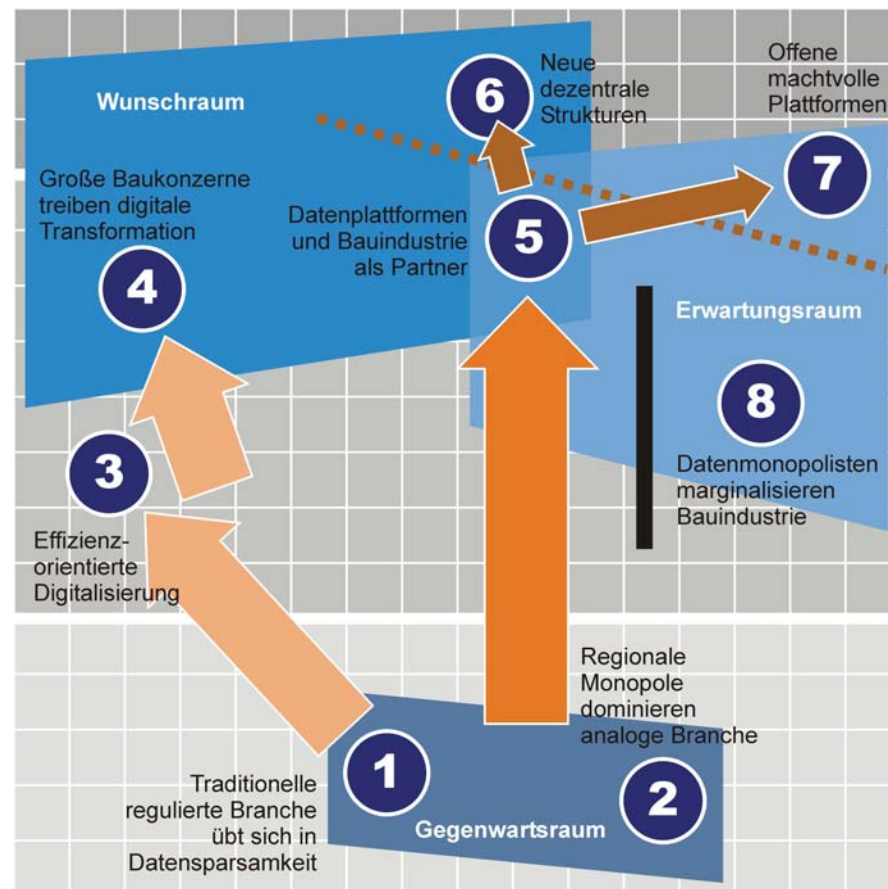 6
Neue
dezentrale
Strukturen
Offene
machtvolle
Plattformen
7
Wunschraum
Große Baukonzerne
treiben digitale
Transformation
4
Datenplattformen
und Bauindustrie
als Partner
5
Erwartungsraum
8
Datenmonopolisten
marginalisieren
Bauindustrie
3
Effizienz-
orientierte
Digitalisierung
Regionale
Monopole
dominieren
analoge Branche
1
2
Traditionelle
regulierte Branche
übt sich in
Datensparsamkeit
Gegenwartsraum